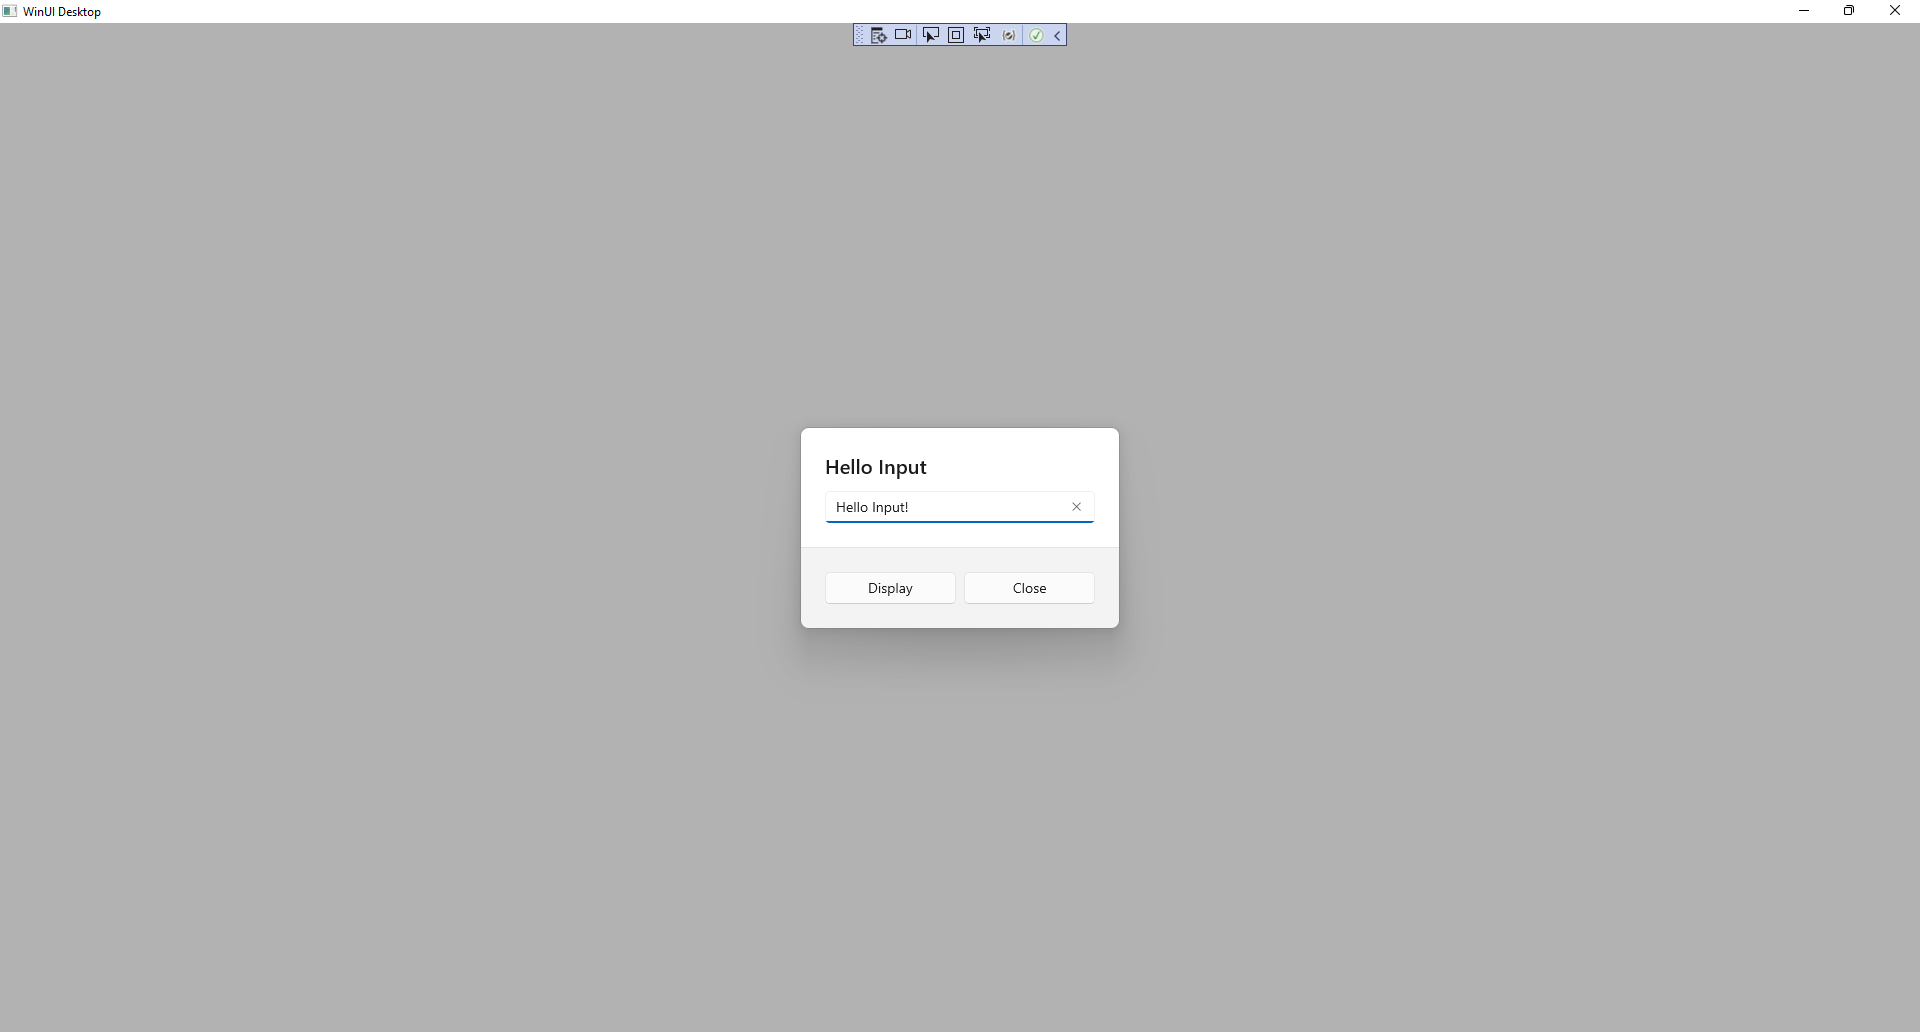 WinUI Desktop
Hello Input
Hello Input!
Display
Close